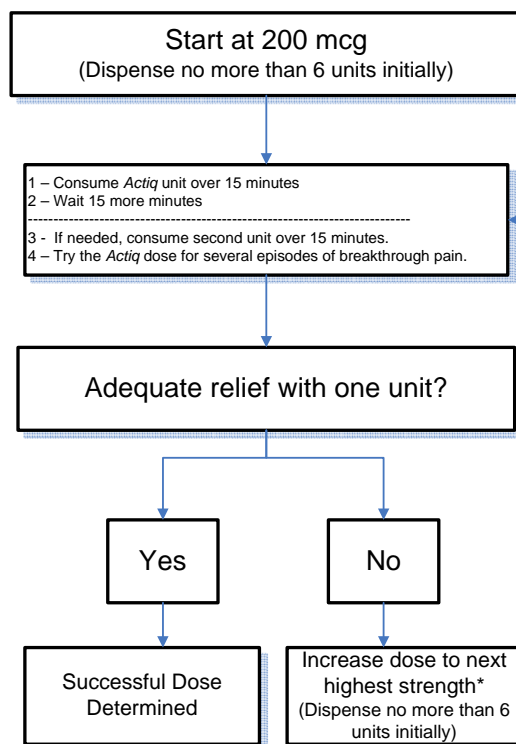 Start at 200 mcg
(Dispense no more than 6 units initially)
1 – Consume Actiq unit over 15 minutes
2 – Wait 15 more minutes
--------------------------------------------------------------------------
3 - If needed, consume second unit over 15 minutes.
4 – Try the Actiq dose for several episodes of breakthrough pain.
Adequate relief with one unit?
Yes
No
Successful Dose
Determined
Increase dose to next
highest strength*
(Dispense no more than 6
units initially)